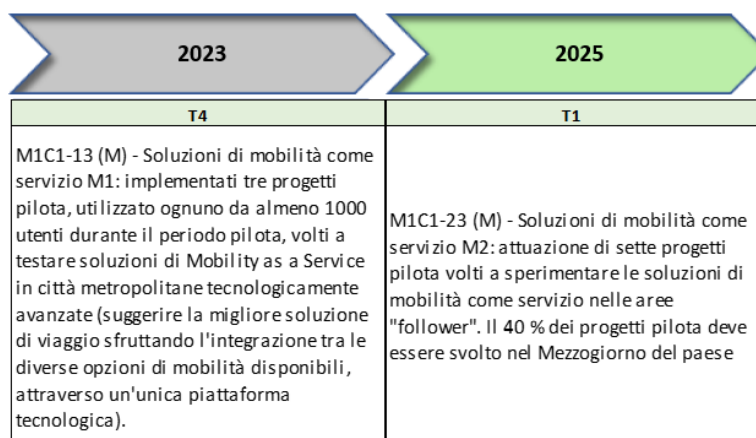 2023
2025
T4
T1
M1C1-13 (M) - Soluzioni di mobilità come
servizio M1: implementati tre progetti
pilota, utilizzato ognuno da almeno 1000
utenti durante il periodo pilota, volti a
testare soluzioni di Mobility as a Service
in città metropolitane tecnologicamente
avanzate (suggerire la migliore soluzione
di viaggio sfruttando l'integrazione tra le
diverse opzioni di mobilità disponibili,
attraverso un'unica piattaforma
tecnologica).
M1C1-23 (M) - Soluzioni di mobilità come
servizio M2: attuazione di sette progetti
pilota volti a sperimentare le soluzioni di
mobilità come servizio nelle aree
"follower". Il 40 % dei progetti pilota deve
essere svolto nel Mezzogiorno del paese